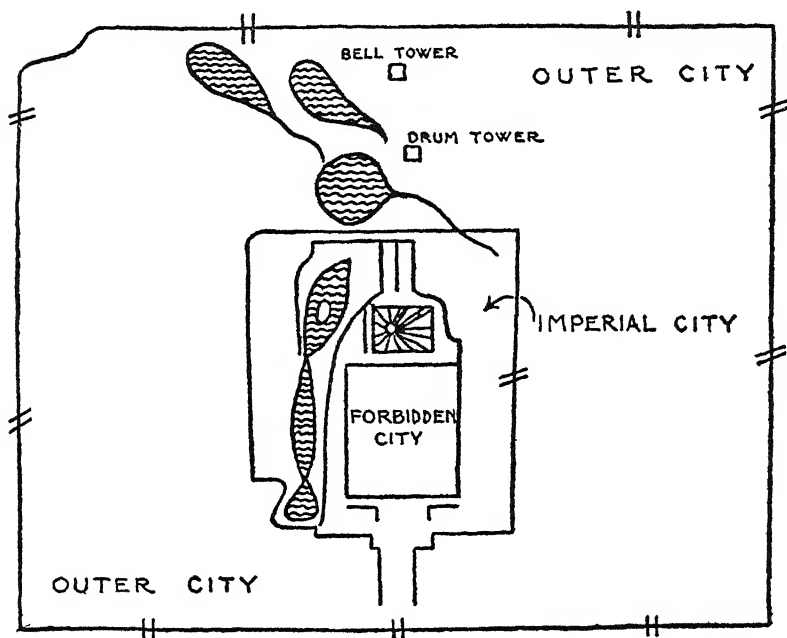 BELL TOWER
OUTER CITY
DRUM TOWER
IMPERIAL CITY
FORBIDDEN
CITY
OUTER CITY